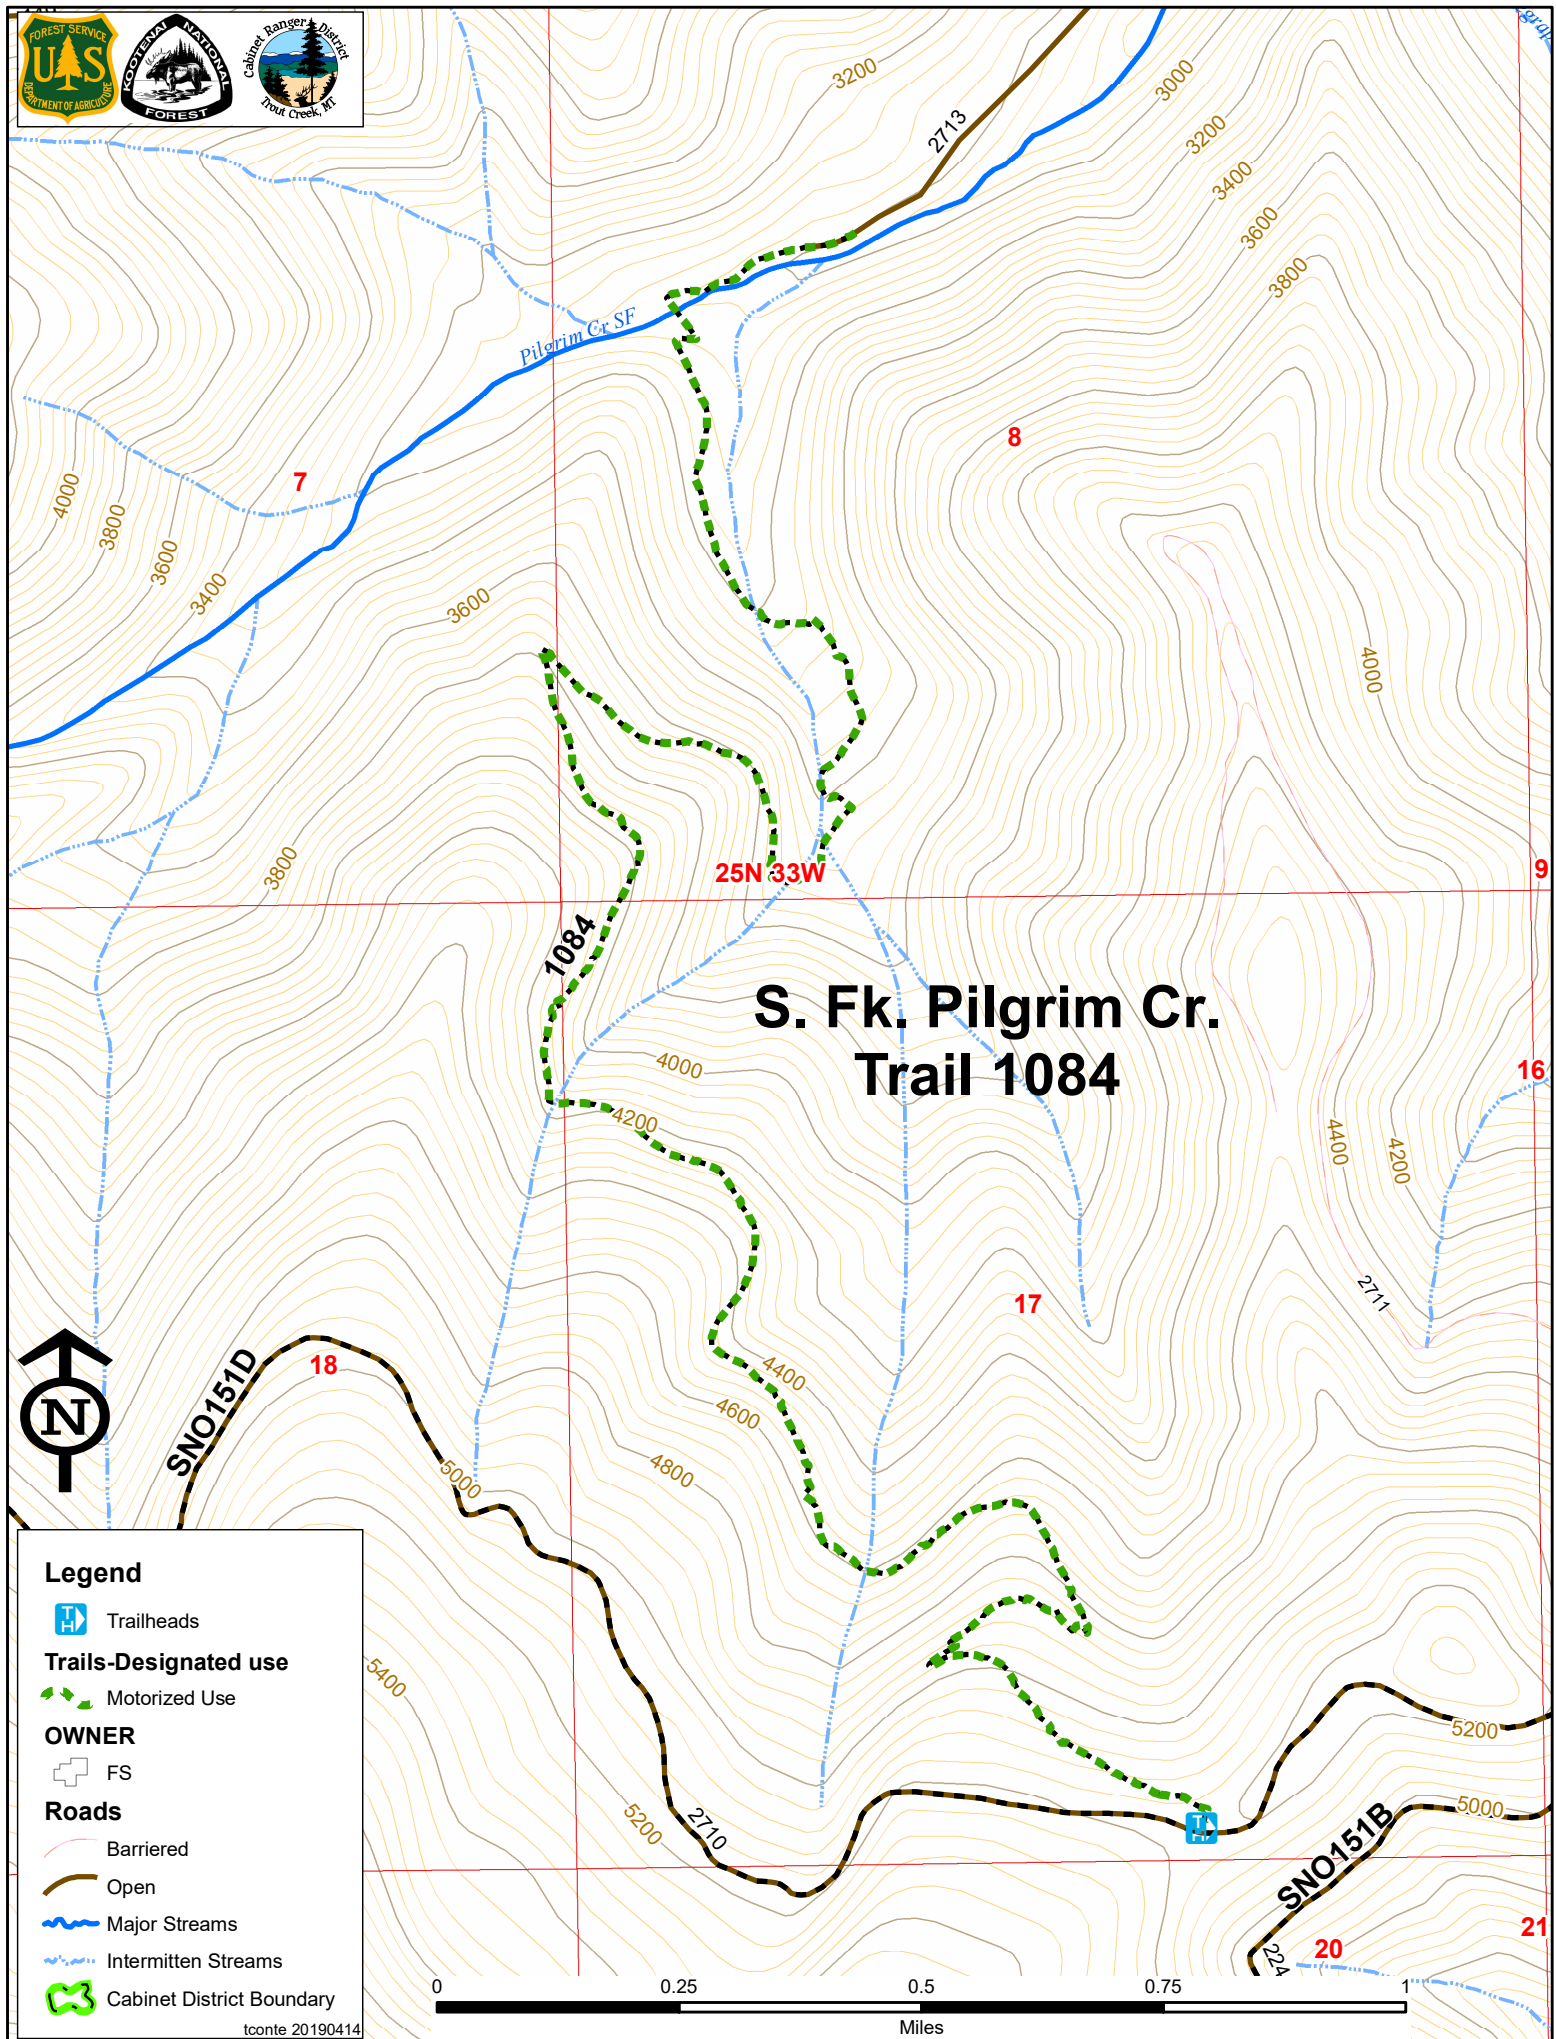 FOREST SERVICE
U S
DEPARTMENT OF AGRICULTURE
KOOTENAI NATIONAL
FOREST
Cabinet Ranger District
Trout Creek, MT
3200
2713
3000
3200
3400
3600
3800
Pilgrim Cr SF
8
7
4000
3800
3600
3400
3600
4000
3800
25N 33W
9
1084
S. Fk. Pilgrim Cr.
Trail 1084
4000
4200
16
4400
4200
2711
17
SNO151D
18
N
4400
4600
4800
5000
5400
5200
2710
5200
5000
SNO151B
224
20
21
Legend
TH Trailheads
Trails-Designated use
Motorized Use
OWNER
FS
Roads
Barriered
Open
Major Streams
Intermitten Streams
Cabinet District Boundary
tconte 20190414
TH
0 0.25 0.5 0.75 1
Miles